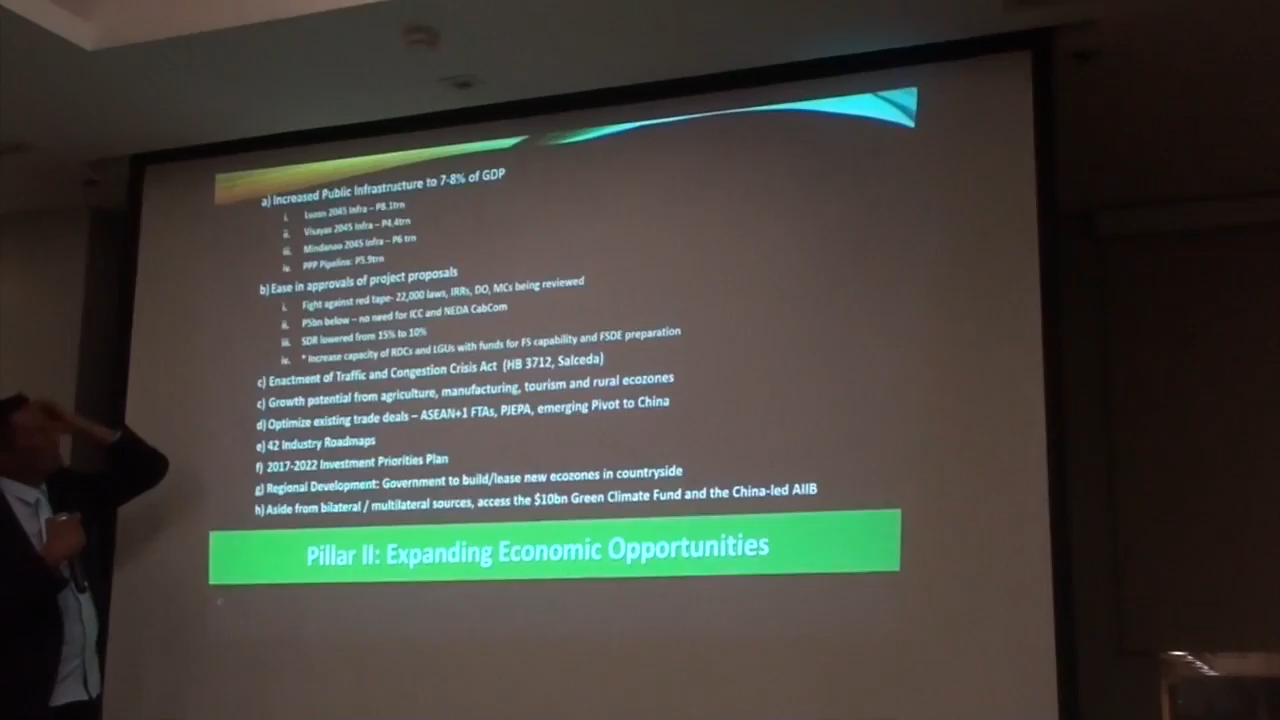 a) Increased Public Infrastructure to 7-8% of GDP
i. Luzon 2045 Infra – P8.1trn
ii. Visayas 2045 Infra – P4.4trn
iii. Mindanao 2045 Infra – P6 trn
iv. PPP Pipeline: P5.9trn
b) Ease in approvals of project proposals
i. Fight against red tape- 22,000 laws, IRRs, DO, MCs being reviewed
ii. P5bn below – no need for ICC and NEDA CabCom
iii. SDR lowered from 15% to 10%
iv. * Increase capacity of RDCs and LGUs with funds for FS capability and FSDE preparation
c) Enactment of Traffic and Congestion Crisis Act (HB 3712, Salceda)
c) Growth potential from agriculture, manufacturing, tourism and rural ecozones
d) Optimize existing trade deals – ASEAN+1 FTAs, PJEPA, emerging Pivot to China
e) 42 Industry Roadmaps
f) 2017-2022 Investment Priorities Plan
g) Regional Development: Government to build/lease new ecozones in countryside
h) Aside from bilateral / multilateral sources, access the $10bn Green Climate Fund and the China-led AIIB
Pillar II: Expanding Economic Opportunities